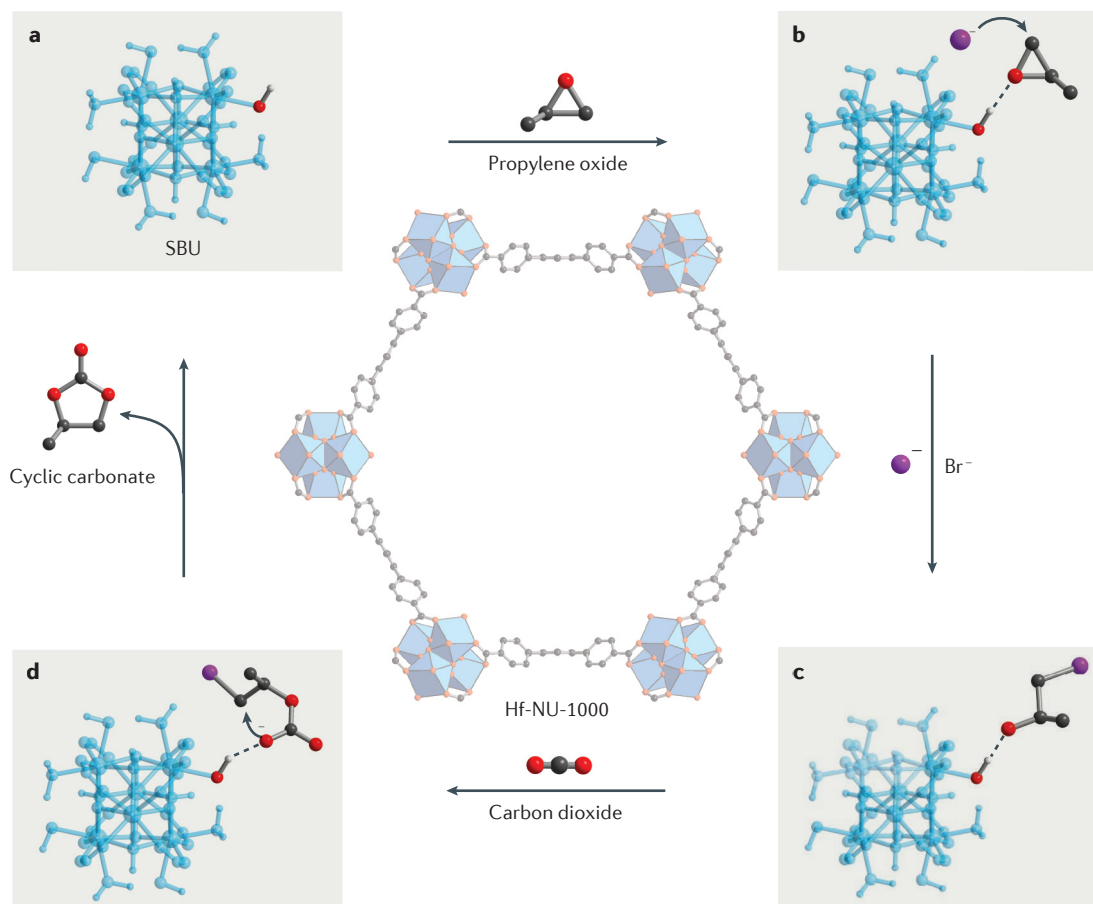 a
SBU
Propylene oxide
b
Cyclic carbonate
Br⁻
Hf-NU-1000
d
Carbon dioxide
c